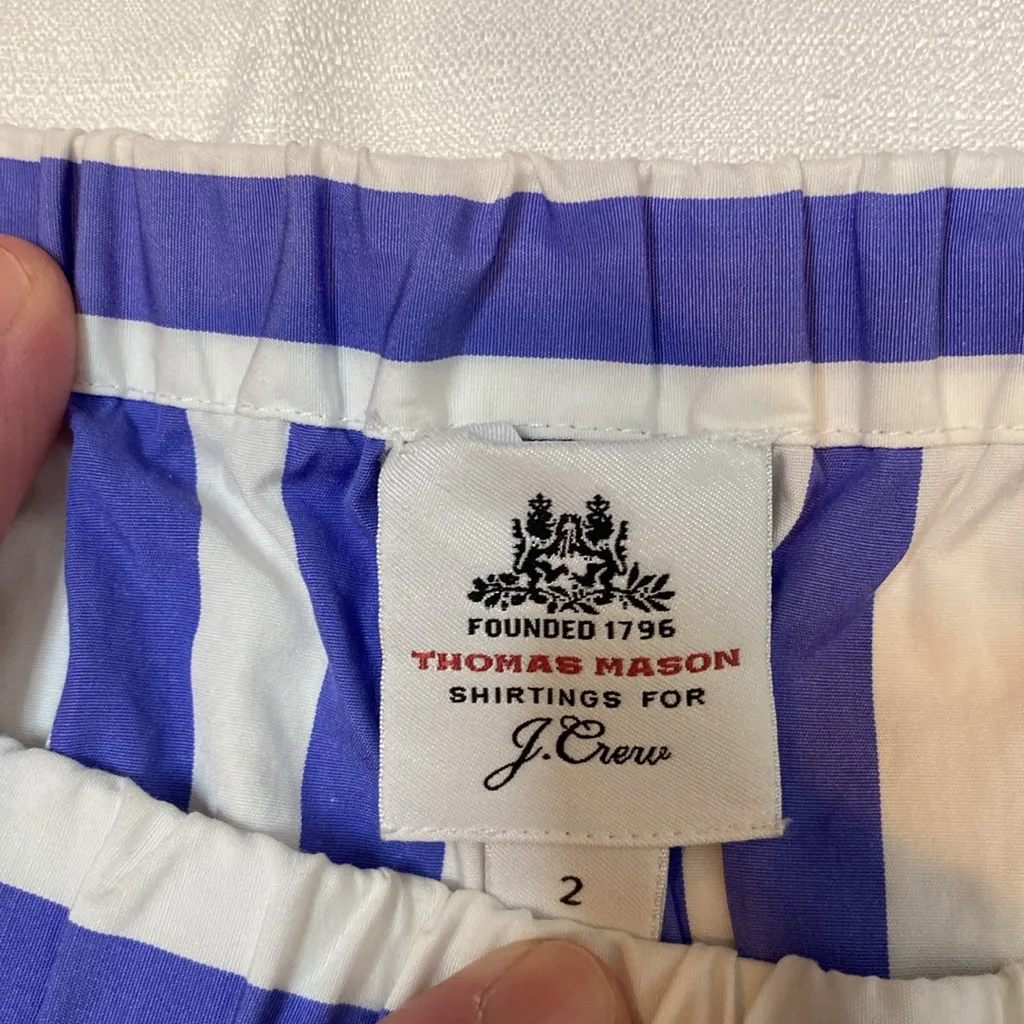 FOUNDED 1796
THOMAS MASON
SHIRTINGS FOR
J.Crew
2